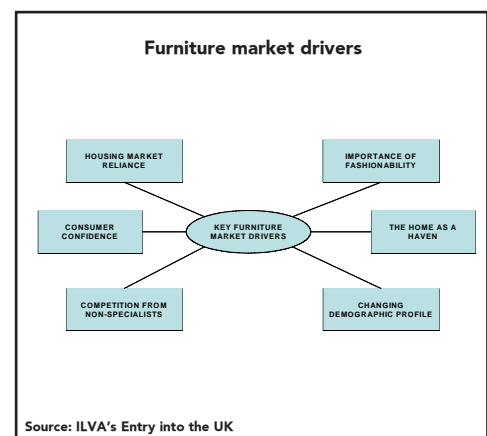 Furniture market drivers
HOUSING MARKET
RELIANCE
IMPORTANCE OF
FASHIONABILITY
CONSUMER
CONFIDENCE
KEY FURNITURE
MARKET DRIVERS
THE HOME AS A
HAVEN
COMPETITION FROM
NON-SPECIALISTS
CHANGING
DEMOGRAPHIC PROFILE
Source: ILVA's Entry into the UK